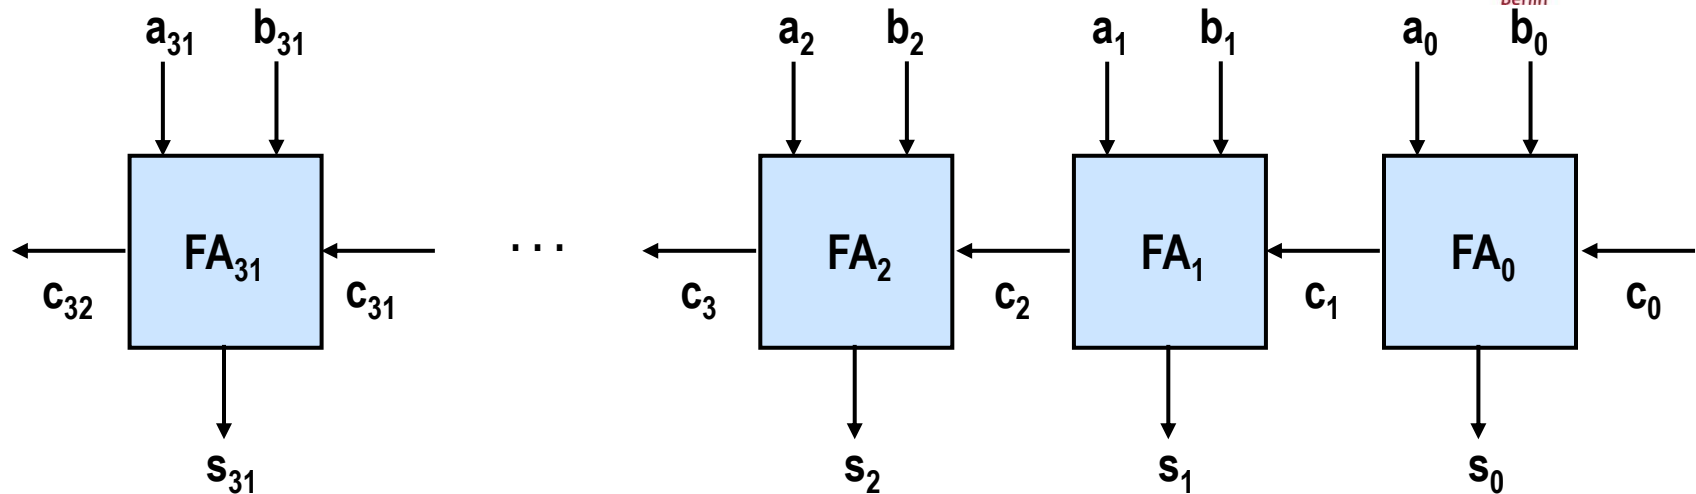 Berlin
a₃₁ b₃₁ a₂ b₂ a₁ b₁ a₀ b₀
FA₃₁ ... FA₂ FA₁ FA₀
c₃₂ c₃₁ c₃ c₂ c₁ c₀
s₃₁ s₂ s₁ s₀